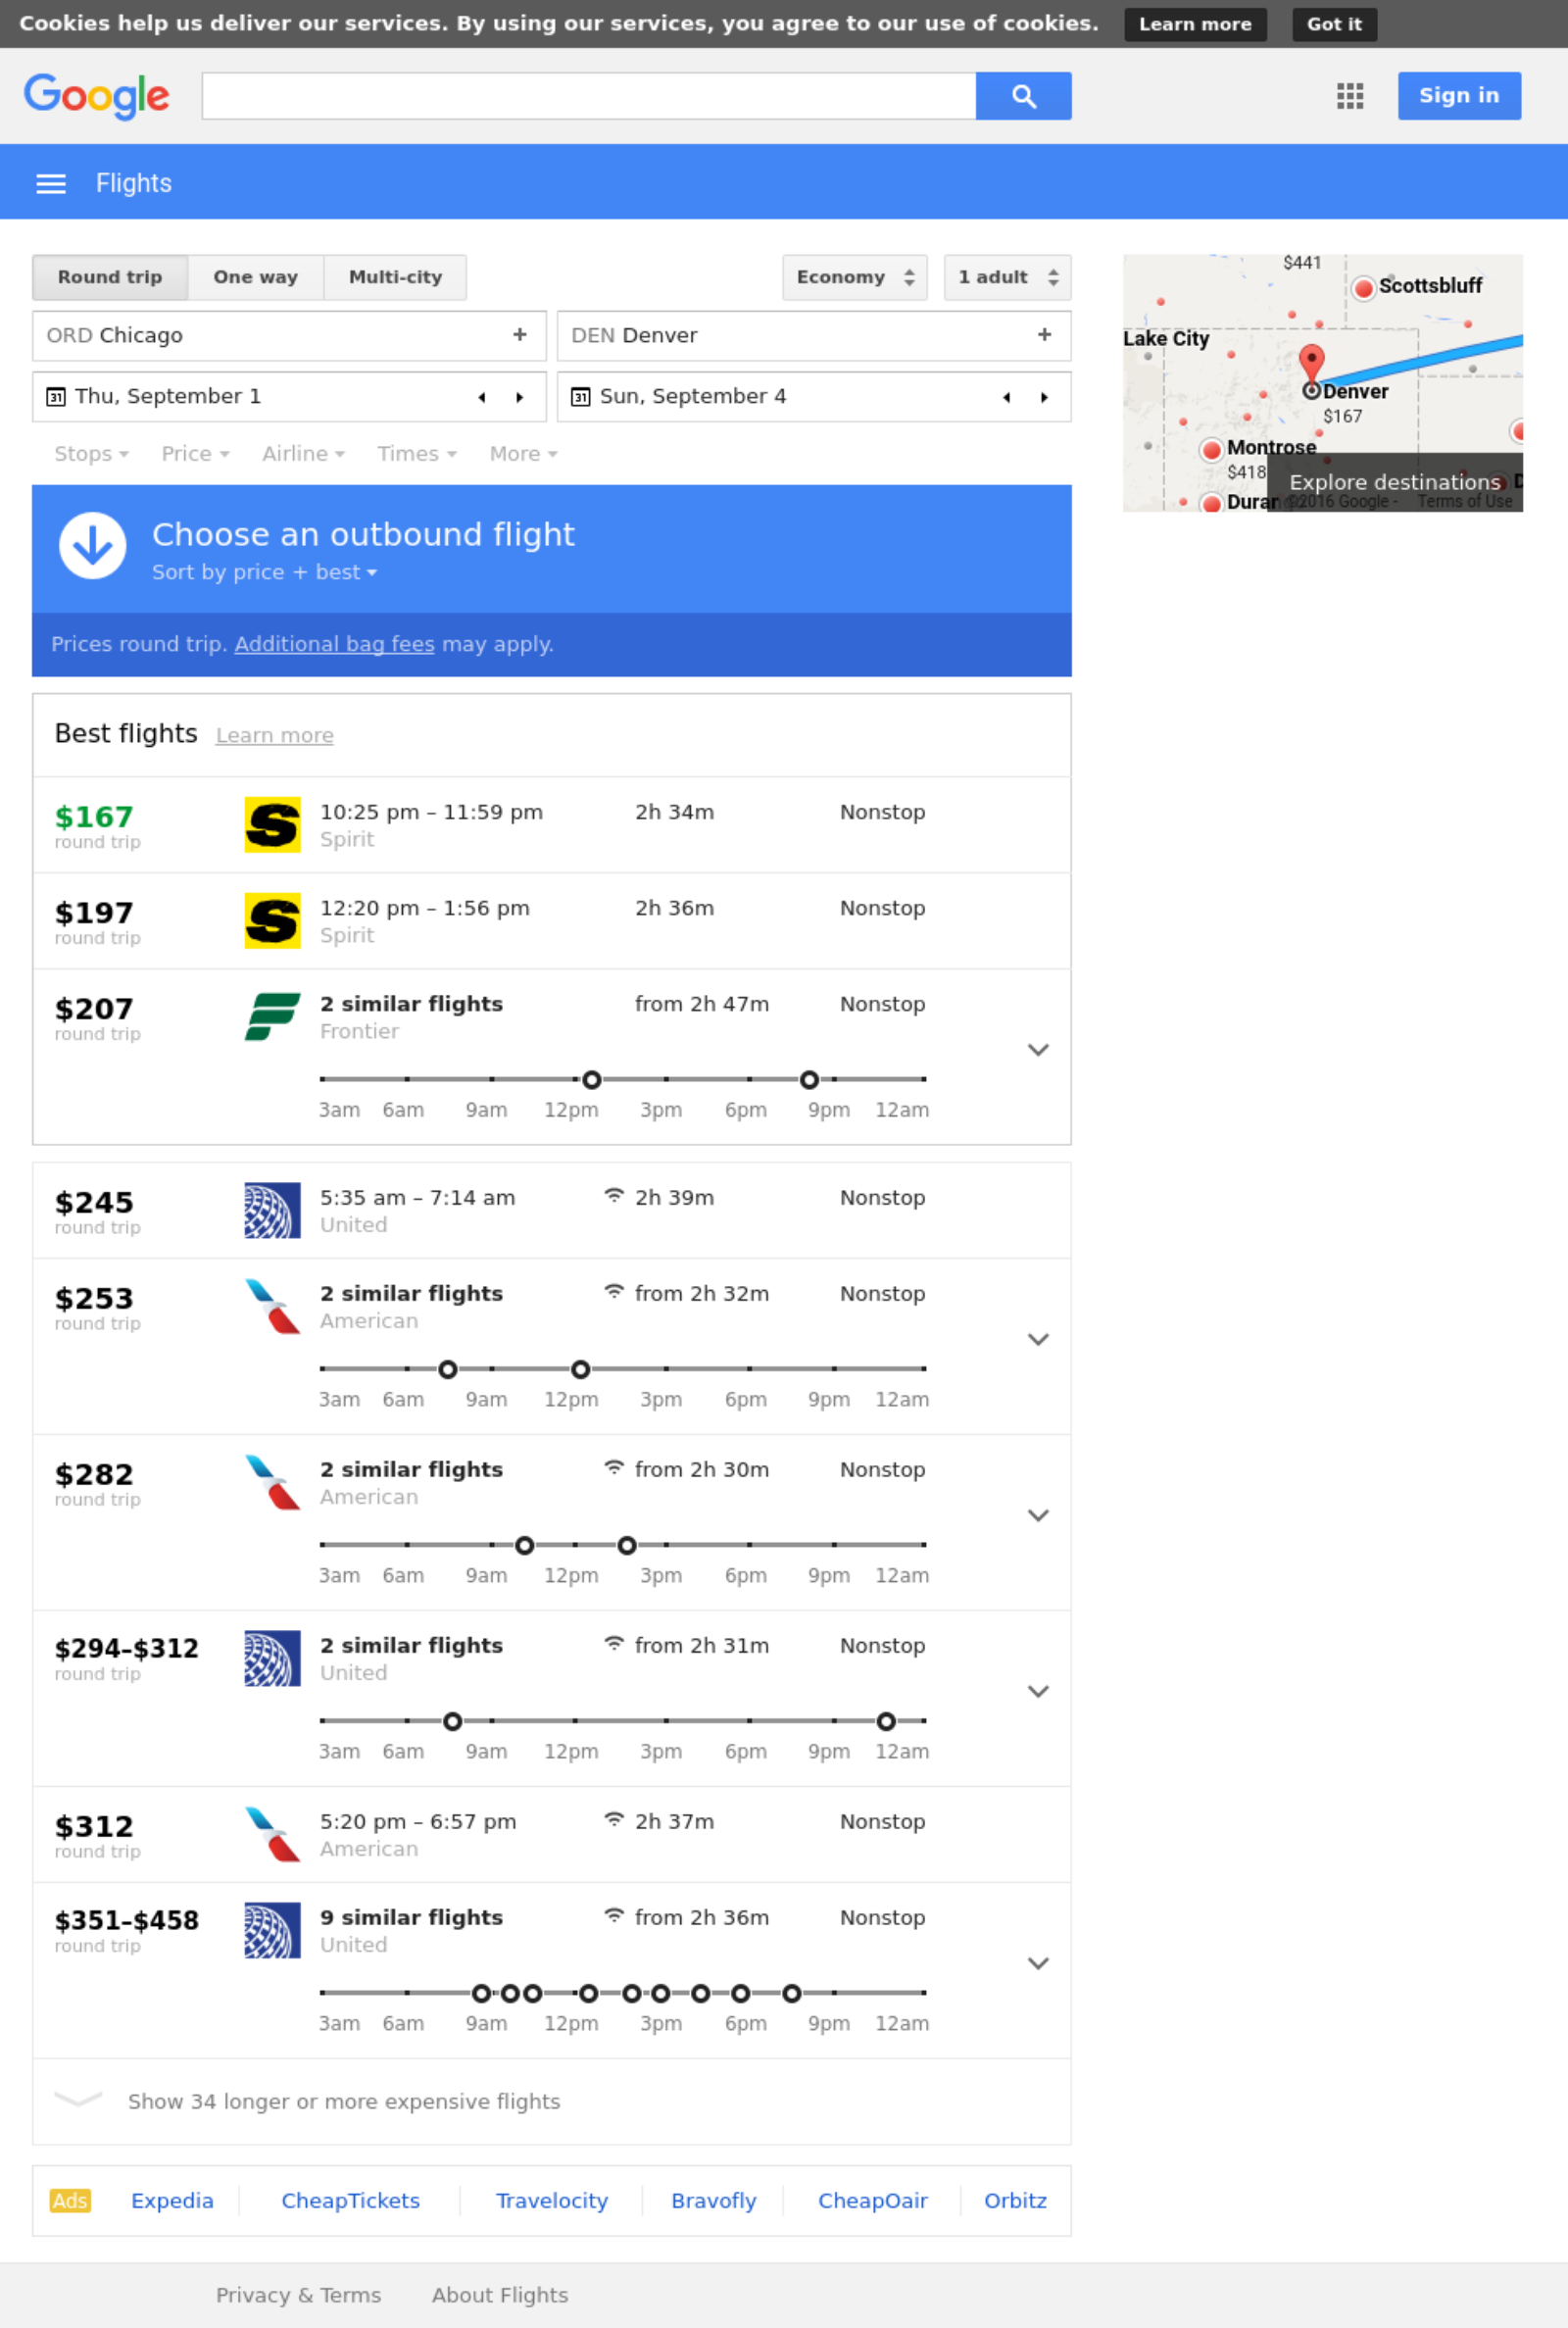 Cookies help us deliver our services. By using our services, you agree to our use of cookies. Learn more Got it
Google
Sign in
Flights
Round trip One way Multi-city Economy 1 adult
ORD Chicago + DEN Denver +
31 Thu, September 1 31 Sun, September 4
Stops Price Airline Times More
$441
Scottsbluff
Lake City
Denver
$167
Montrose
$418
Explore destinations
Duran ©2016 Google - Terms of Use
Choose an outbound flight
Sort by price + best
Prices round trip. Additional bag fees may apply.
Best flights Learn more
$167 10:25 pm – 11:59 pm 2h 34m Nonstop
round trip Spirit
$197 12:20 pm – 1:56 pm 2h 36m Nonstop
round trip Spirit
$207 2 similar flights from 2h 47m Nonstop
round trip Frontier
3am 6am 9am 12pm 3pm 6pm 9pm 12am
$245 5:35 am – 7:14 am 2h 39m Nonstop
round trip United
$253 2 similar flights from 2h 32m Nonstop
round trip American
3am 6am 9am 12pm 3pm 6pm 9pm 12am
$282 2 similar flights from 2h 30m Nonstop
round trip American
3am 6am 9am 12pm 3pm 6pm 9pm 12am
$294–$312 2 similar flights from 2h 31m Nonstop
round trip United
3am 6am 9am 12pm 3pm 6pm 9pm 12am
$312 5:20 pm – 6:57 pm 2h 37m Nonstop
round trip American
$351–$458 9 similar flights from 2h 36m Nonstop
round trip United
3am 6am 9am 12pm 3pm 6pm 9pm 12am
Show 34 longer or more expensive flights
Ads Expedia CheapTickets Travelocity Bravofly CheapOair Orbitz
Privacy & Terms About Flights